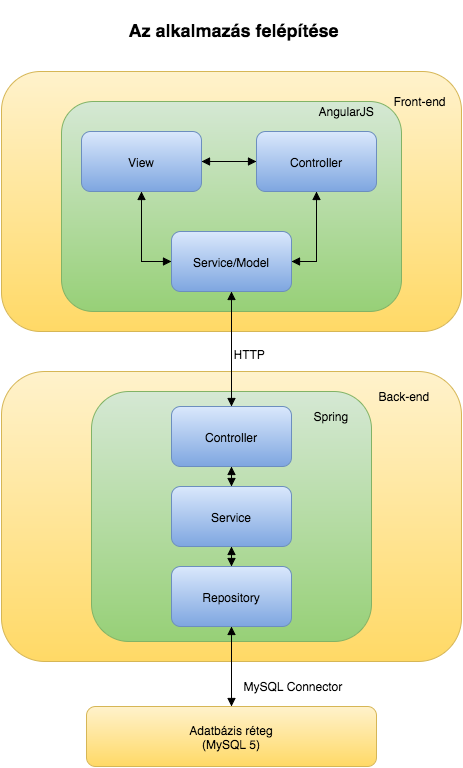 Az alkalmazás felépítése
Front-end
AngularJS
View
Controller
Service/Model
HTTP
Back-end
Spring
Controller
Service
Repository
MySQL Connector
Adatbázis réteg
(MySQL 5)